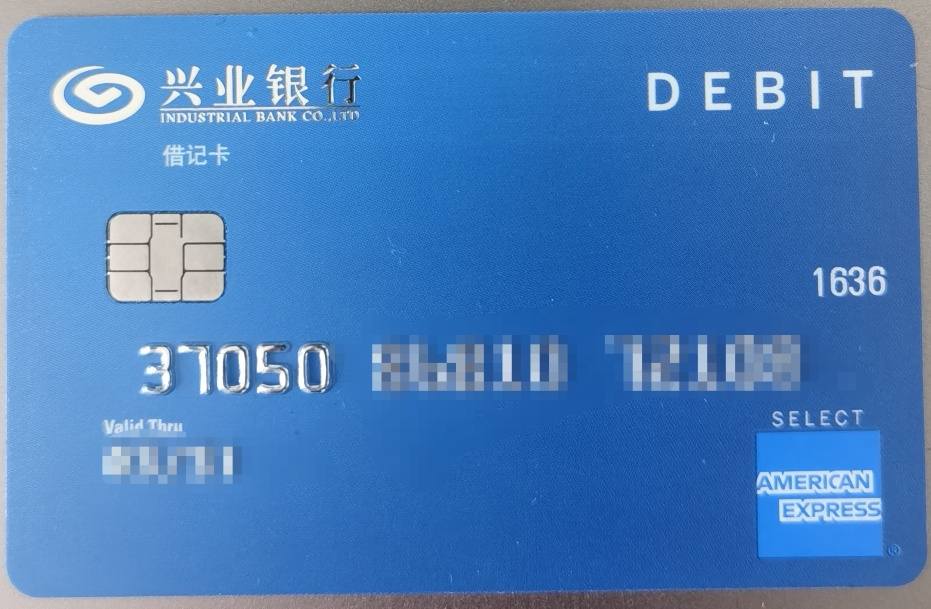 兴业银行
INDUSTRIAL BANK CO.,LTD
DEBIT
借记卡
1636
37050
Valid Thru
SELECT
AMERICAN
EXPRESS
®